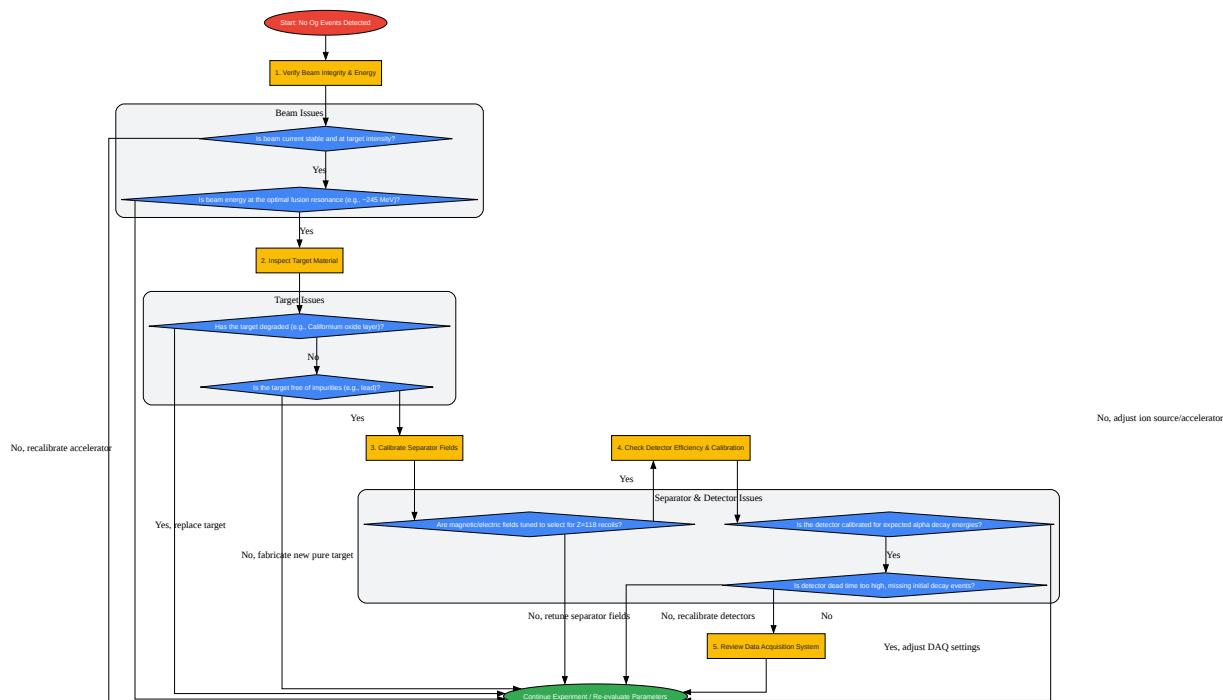 Start: No Og Events Detected
1. Verify Beam Integrity & Energy
Beam Issues
Is beam current stable and at target intensity?
Yes
Is beam energy at the optimal fusion resonance (e.g., ~245 MeV)?
Yes
2. Inspect Target Material
Target Issues
Has the target degraded (e.g., Californium oxide layer)?
No
Is the target free of impurities (e.g., lead)?
Yes
No, adjust ion source/accelerator
No, recalibrate accelerator
3. Calibrate Separator Fields
4. Check Detector Efficiency & Calibration
Yes
Separator & Detector Issues
Yes, replace target
Are magnetic/electric fields tuned to select for Z=118 recoils?
Is the detector calibrated for expected alpha decay energies?
No, fabricate new pure target
Yes
Is detector dead time too high, missing initial decay events?
No, retune separator fields
No, recalibrate detectors
No
5. Review Data Acquisition System
Yes, adjust DAQ settings
Continue Experiment / Re-evaluate Parameters